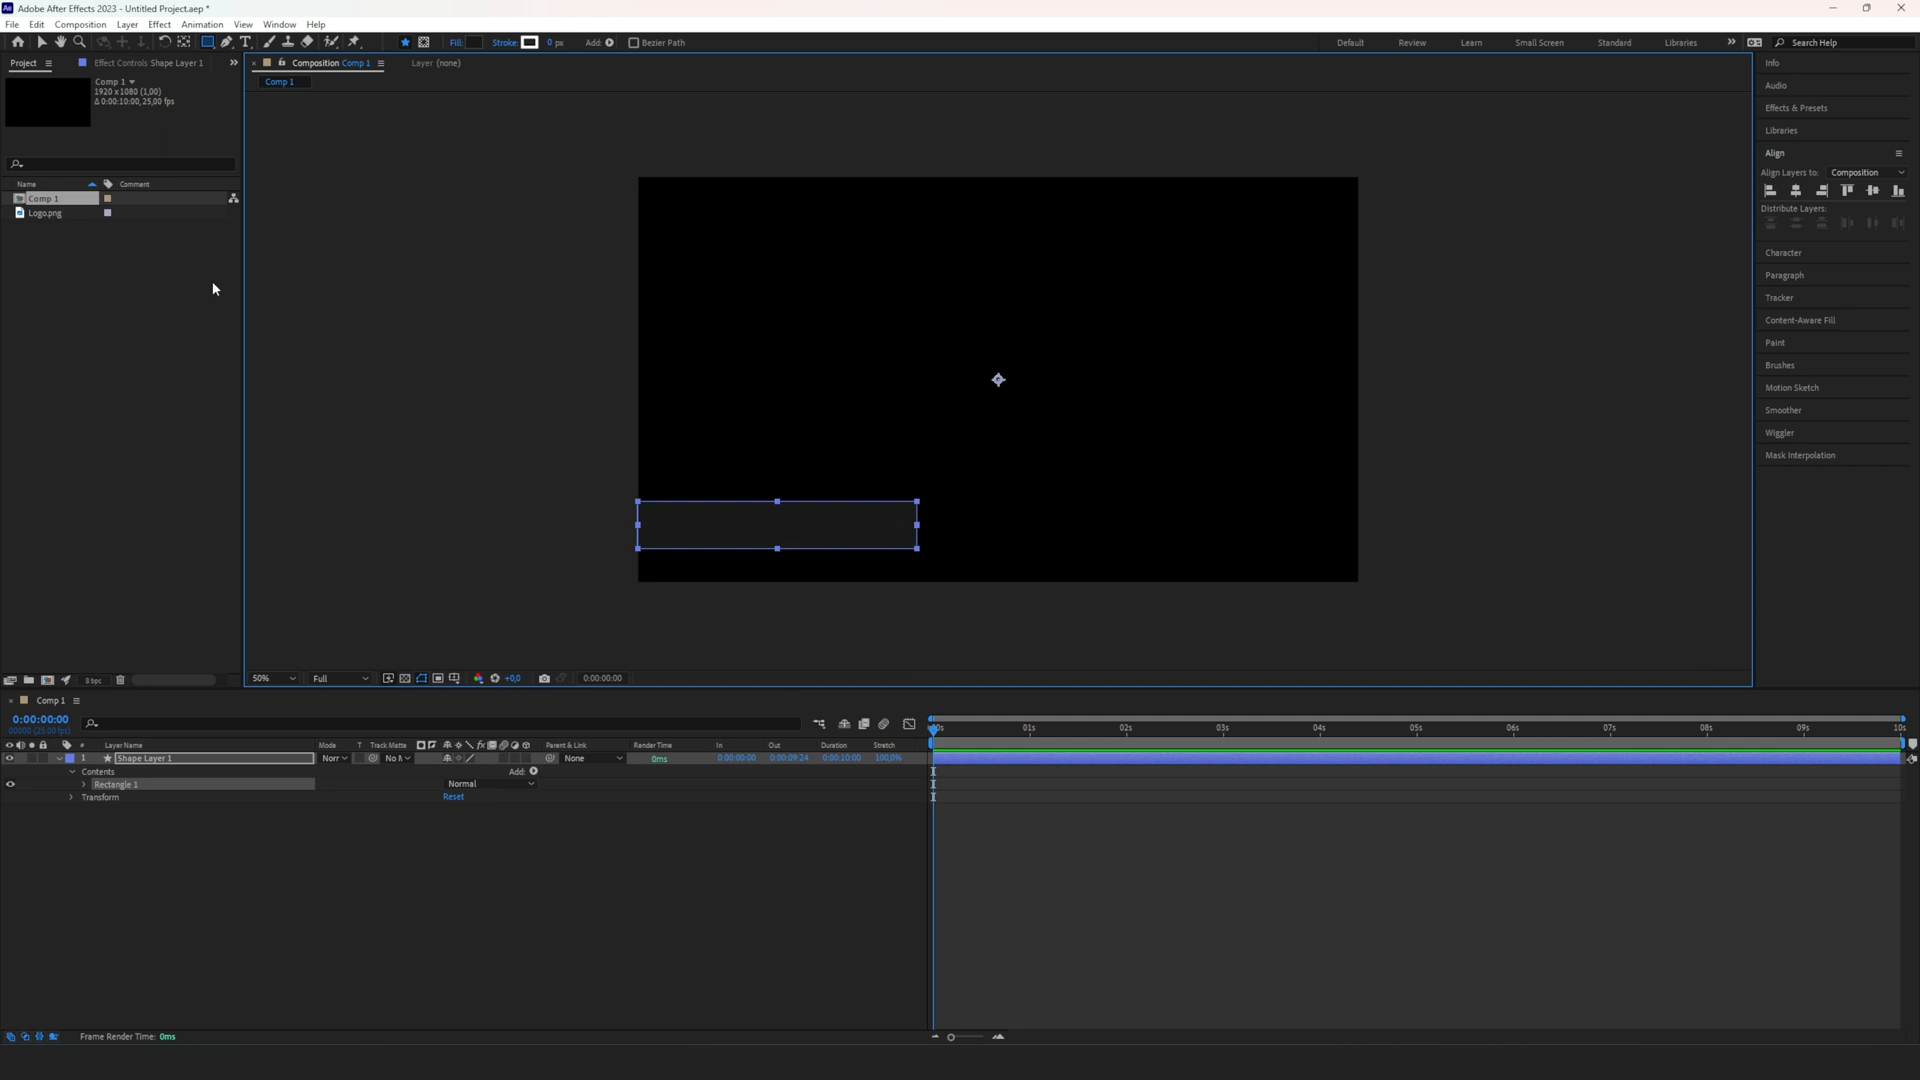 Adobe After Effects 2023 - Untitled Project.aep *
File Edit Composition Layer Effect Animation View Window Help
Fill: Stroke: 0 px Add: Bezier Path Default Review Learn Small Screen Standard Libraries Search Help
Project Effect Controls Shape Layer 1 Composition Comp 1 Layer (none)
Comp 1
1920 x 1080 (1,00)
Δ 0:00:10:00, 25,00 fps
Comp 1
Name Comment
Comp 1
Logo.png
Info
Audio
Effects & Presets
Libraries
Align
Align Layers to: Composition
Distribute Layers:
Character
Paragraph
Tracker
Content-Aware Fill
Paint
Brushes
Motion Sketch
Smoother
Wiggler
Mask Interpolation
8 bpc 50% Full +0,0 0:00:00:00
Comp 1
0:00:00:00
00000 (25.00 fps)
# Layer Name Mode T Track Matte Parent & Link Render Time In Out Duration Stretch
1 Shape Layer 1 Norr No M None 0ms 0:00:00:00 0:00:09:24 0:00:10:00 100,0%
Contents Add:
Rectangle 1 Normal
Transform Reset
01s 02s 03s 04s 05s 06s 07s 08s 09s 10s
Frame Render Time: 0ms